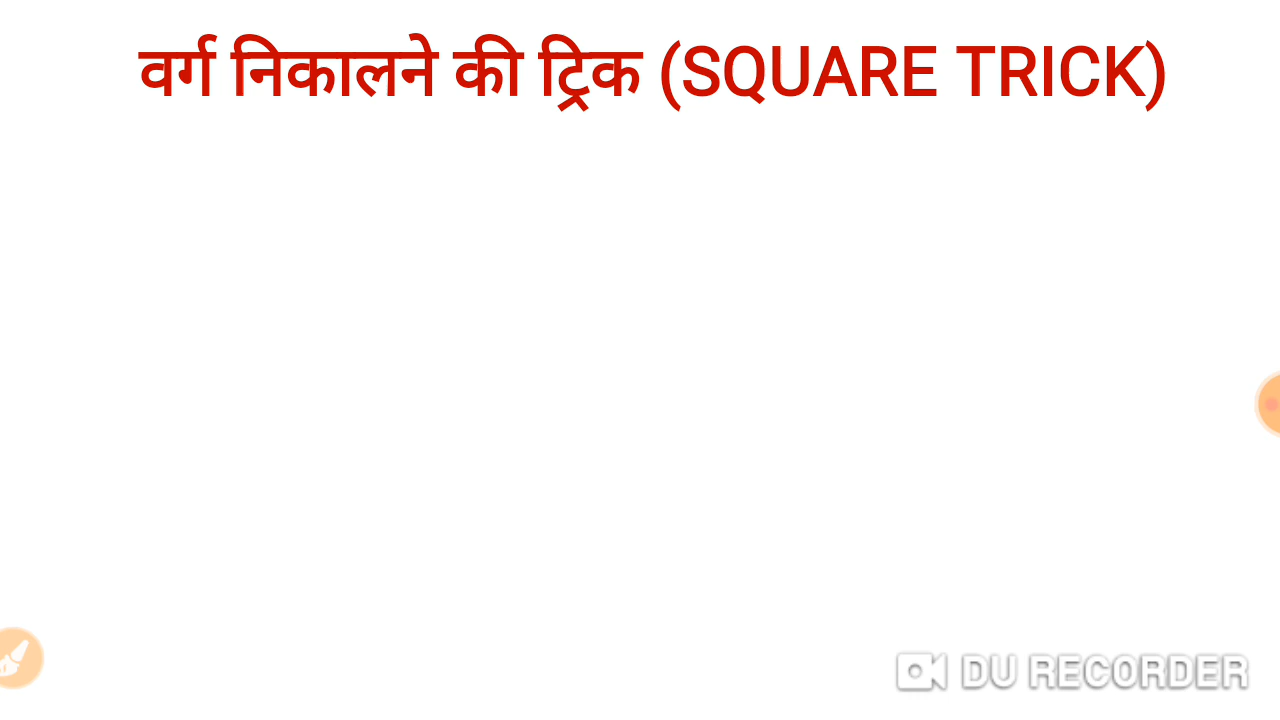 वर्ग निकालने की ट्रिक (SQUARE TRICK)
DU RECORDER